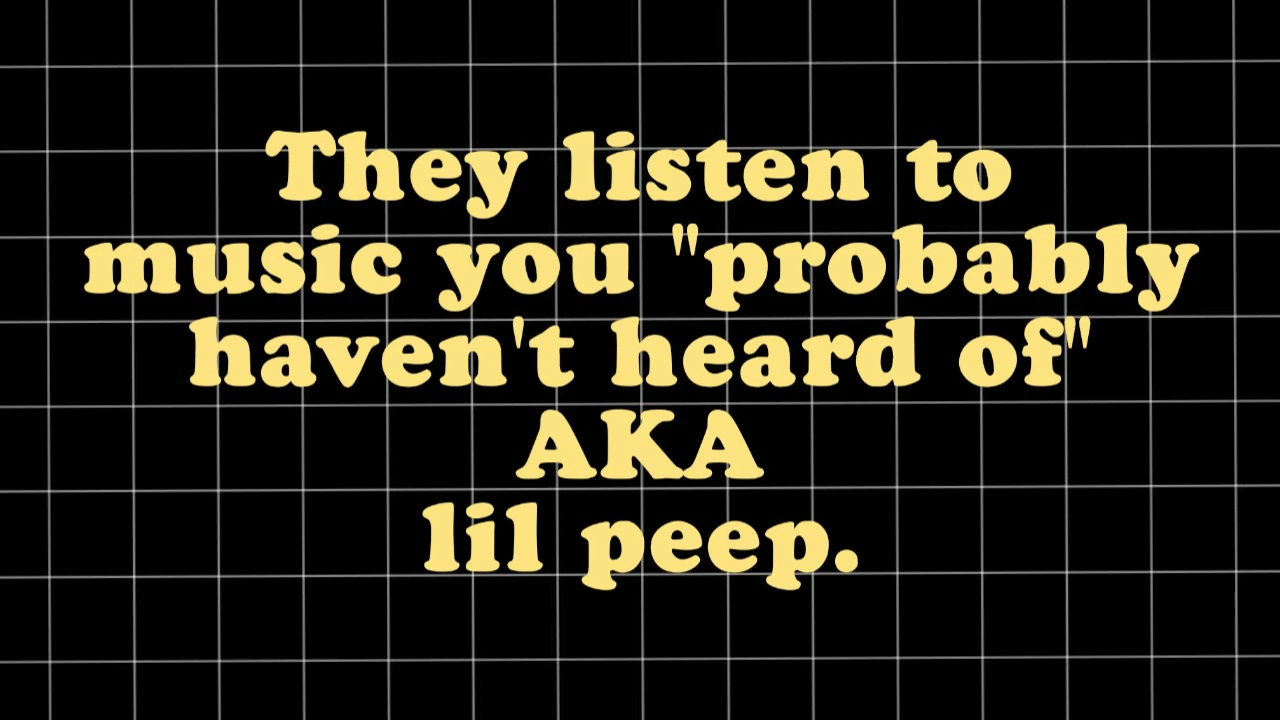 They listen to
music you "probably
haven't heard of"
AKA
lil peep.